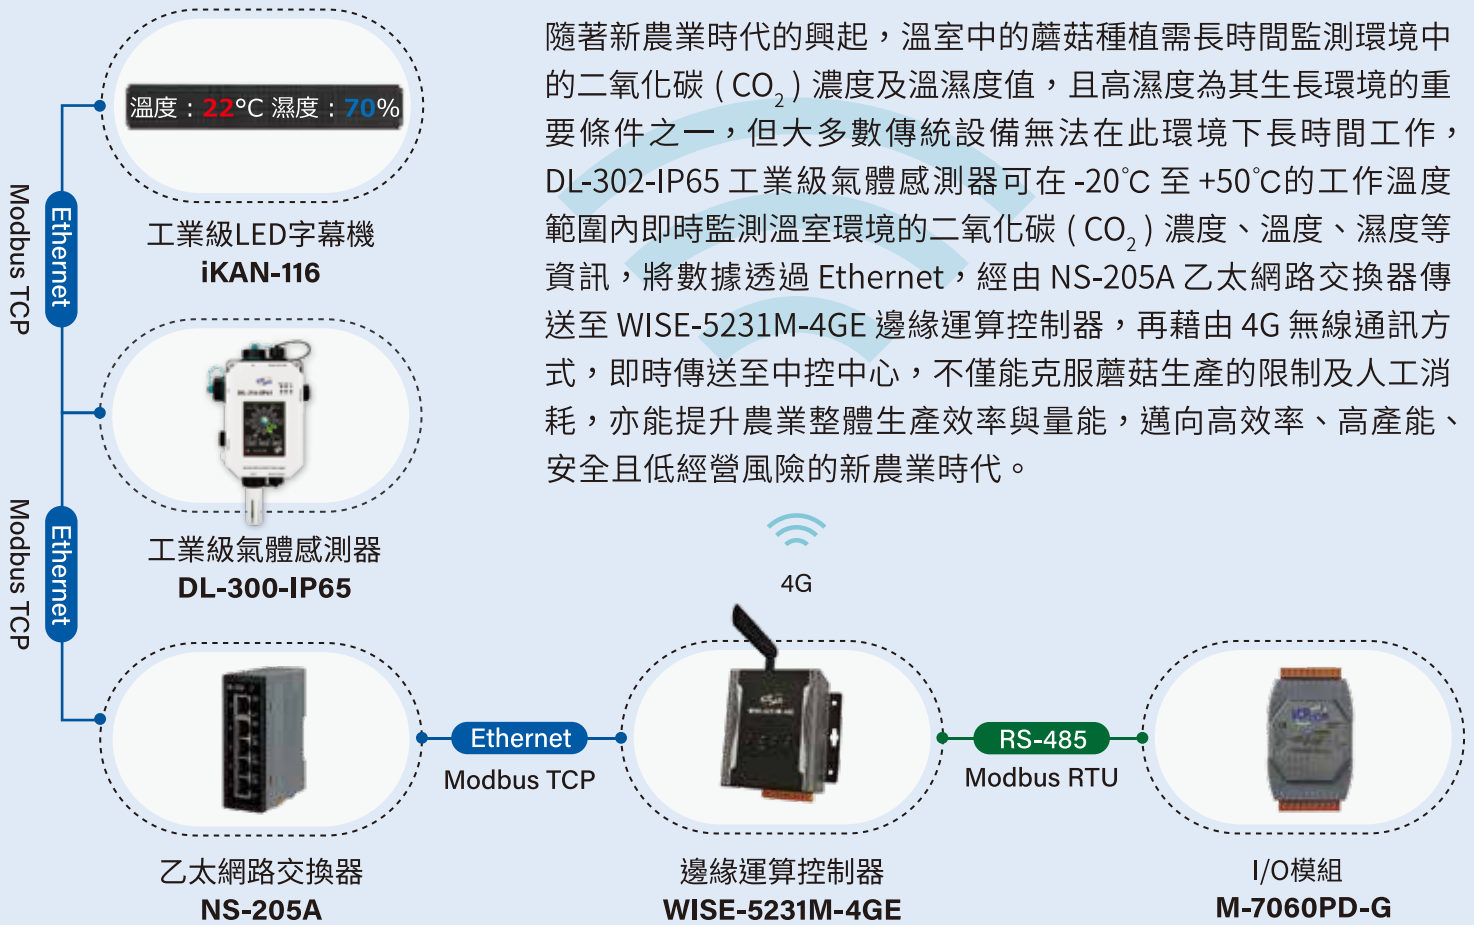 隨著新農業時代的興起，溫室中的蘑菇種植需長時間監測環境中
的二氧化碳 ( CO₂ ) 濃度及溫濕度值，且高濕度為其生長環境的重
要條件之一，但大多數傳統設備無法在此環境下長時間工作，
DL-302-IP65 工業級氣體感測器可在 -20℃ 至 +50℃的工作溫度
範圍內即時監測溫室環境的二氧化碳 ( CO₂ ) 濃度、溫度、濕度等
資訊，將數據透過 Ethernet，經由 NS-205A 乙太網路交換器傳
送至 WISE-5231M-4GE 邊緣運算控制器，再藉由 4G 無線通訊方
式，即時傳送至中控中心，不僅能克服蘑菇生產的限制及人工消
耗，亦能提升農業整體生產效率與量能，邁向高效率、高產能、
安全且低經營風險的新農業時代。
溫度：22°C 濕度：70%
工業級LED字幕機
iKAN-116
Ethernet
Modbus TCP
工業級氣體感測器
DL-300-IP65
Ethernet
Modbus TCP
4G
乙太網路交換器
NS-205A
Ethernet
Modbus TCP
邊緣運算控制器
WISE-5231M-4GE
RS-485
Modbus RTU
I/O模組
M-7060PD-G